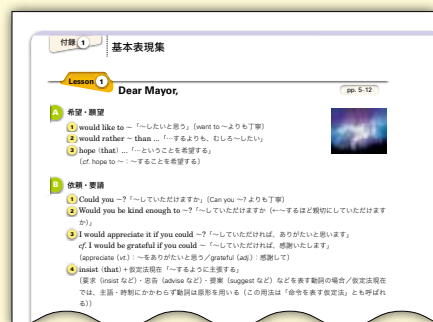 付録 1
基本表現集
Lesson 1
Dear Mayor,
pp. 5-12
A 希望・願望
1 would like to ~「~したいと思う」(want to ~よりも丁寧)
2 would rather ~ than ...「…するよりも、むしろ~したい」
3 hope (that) ...「…ということを希望する」
(cf. hope to ~:~することを希望する)
B 依頼・要請
1 Could you ~?「~していただけますか」(Can you ~? より丁寧)
2 Would you be kind enough to ~?「~していただけますか (←~するほど親切にしていただけます
か)」
3 I would appreciate it if you could ~?「~していただければ、ありがたいと思います」
cf. I would be grateful if you could ~「~していただければ、感謝いたします」
(appreciate (vt.):~をありがたいと思う/grateful (adj.):感謝して)
4 insist (that)+仮定法現在「~するように主張する」
(要求 (insist など)・忠告 (advise など)・提案 (suggest など) などを表す動詞の場合/仮定法現在
では、主語・時制にかかわらず動詞は原形を用いる (この用法は「命令を表す仮定法」とも呼ばれ
る))